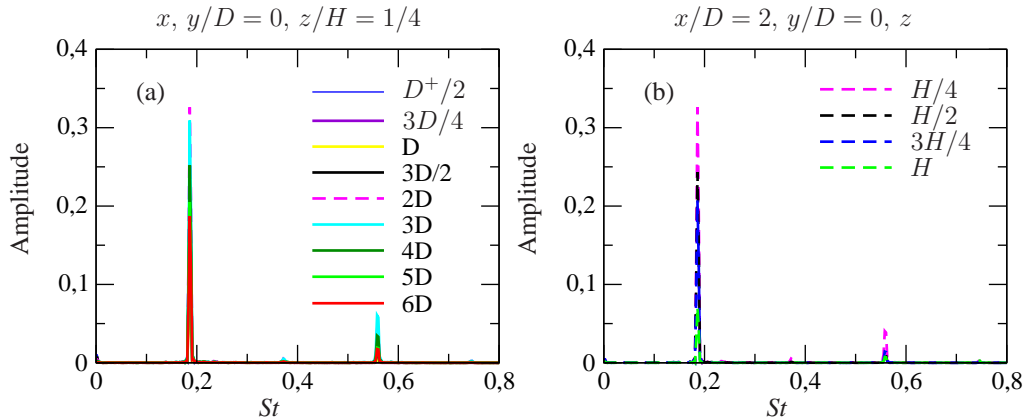 x, y/D = 0, z/H = 1/4
0,4
0,3
0,2
0,1
0
Amplitude
(a)
D⁺/2
3D/4
D
3D/2
2D
3D
4D
5D
6D
0
0,2
0,4
0,6
0,8
St
x/D = 2, y/D = 0, z
0,4
0,3
0,2
0,1
0
Amplitude
(b)
H/4
H/2
3H/4
H
0
0,2
0,4
0,6
0,8
St